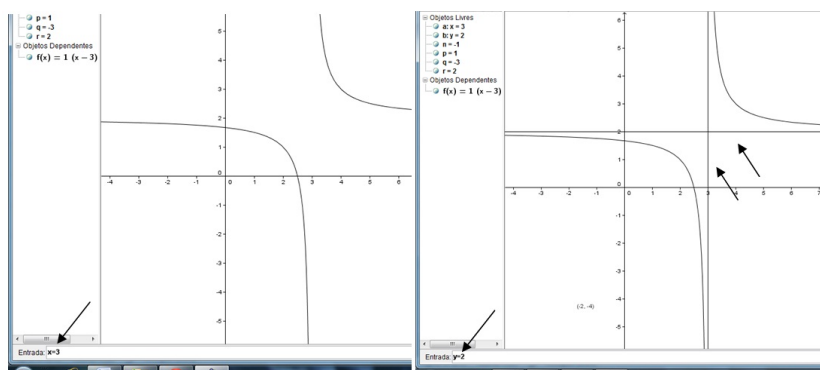 p = 1
q = -3
r = 2
Objetos Dependentes
f(x) = 1 (x − 3)
5
4
3
2
1
0
-1
-2
-3
-4
-5
-4 -3 -2 -1 0 1 2 3 4 5 6
Entrada: x=3
Objetos Livres
a: x = 3
b: y = 2
n = -1
p = 1
q = -3
r = 2
Objetos Dependentes
f(x) = 1 (x − 3)
6
5
4
3
2
1
0
-1
-2
-3
-4
-5
-4 -3 -2 -1 0 1 2 3 4 5 6 7
(-2, -4)
Entrada: y=2